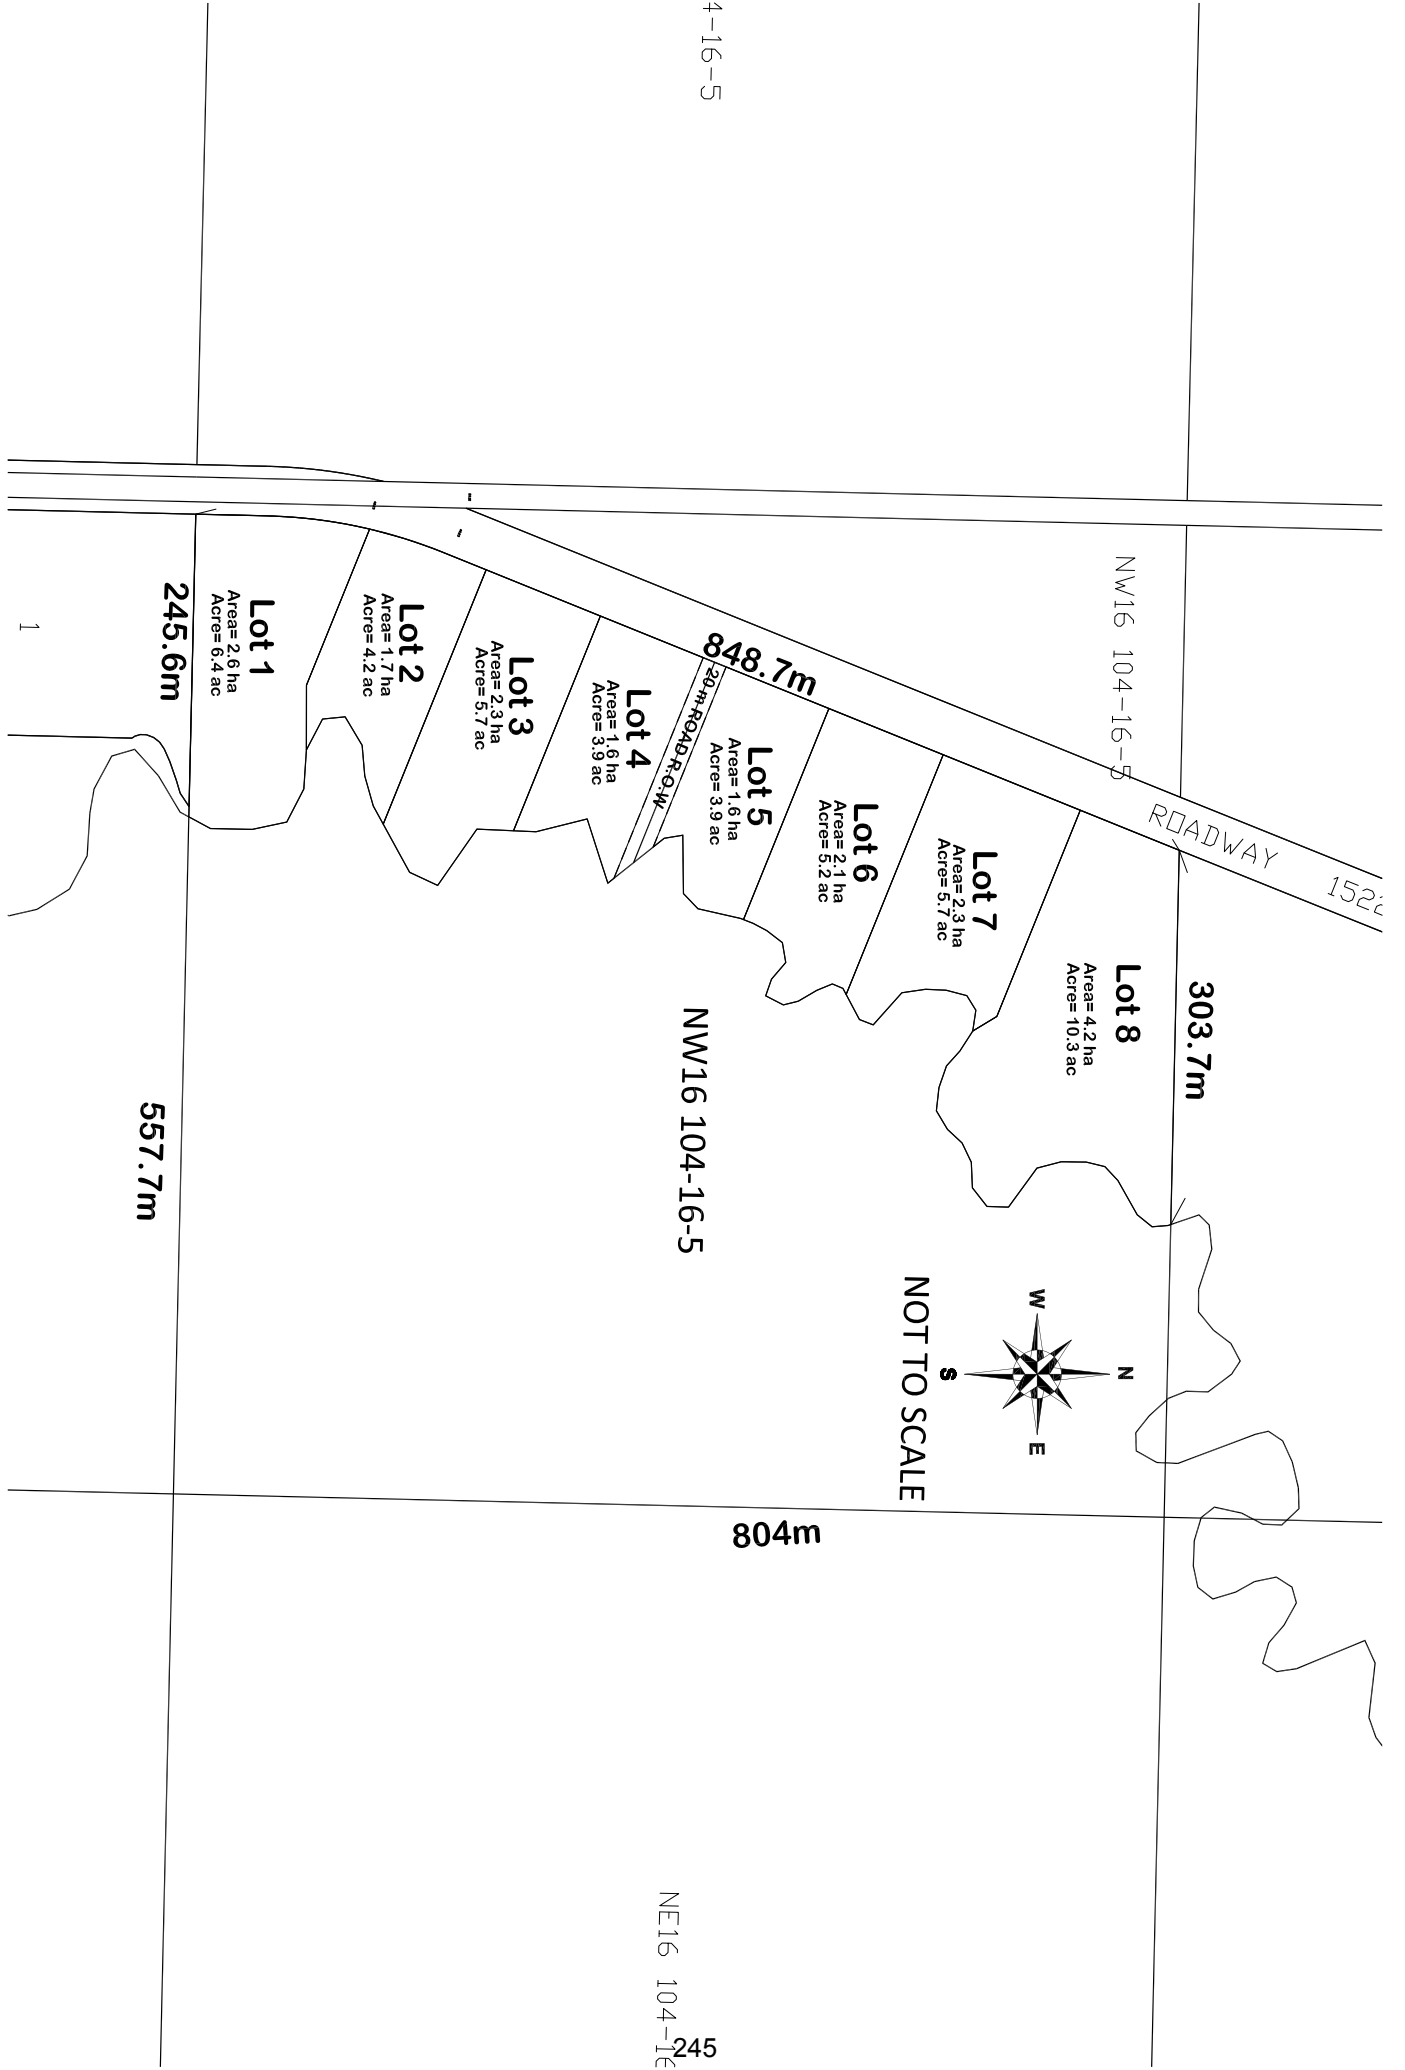 4-16-5
NW16 104-16-5
ROADWAY
1522
848.7m
245.6m
1
Lot 1
Area= 2.6 ha
Acre= 6.4 ac
Lot 2
Area= 1.7 ha
Acre= 4.2 ac
Lot 3
Area= 2.3 ha
Acre= 5.7 ac
Lot 4
Area= 1.6 ha
Acre= 3.9 ac
20 m ROAD R.O.W
Lot 5
Area= 1.6 ha
Acre= 3.9 ac
Lot 6
Area= 2.1 ha
Acre= 5.2 ac
Lot 7
Area= 2.3 ha
Acre= 5.7 ac
Lot 8
Area= 4.2 ha
Acre= 10.3 ac
303.7m
NW16 104-16-5
557.7m
NOT TO SCALE
W
N
S
E
804m
NE16 104-16
245